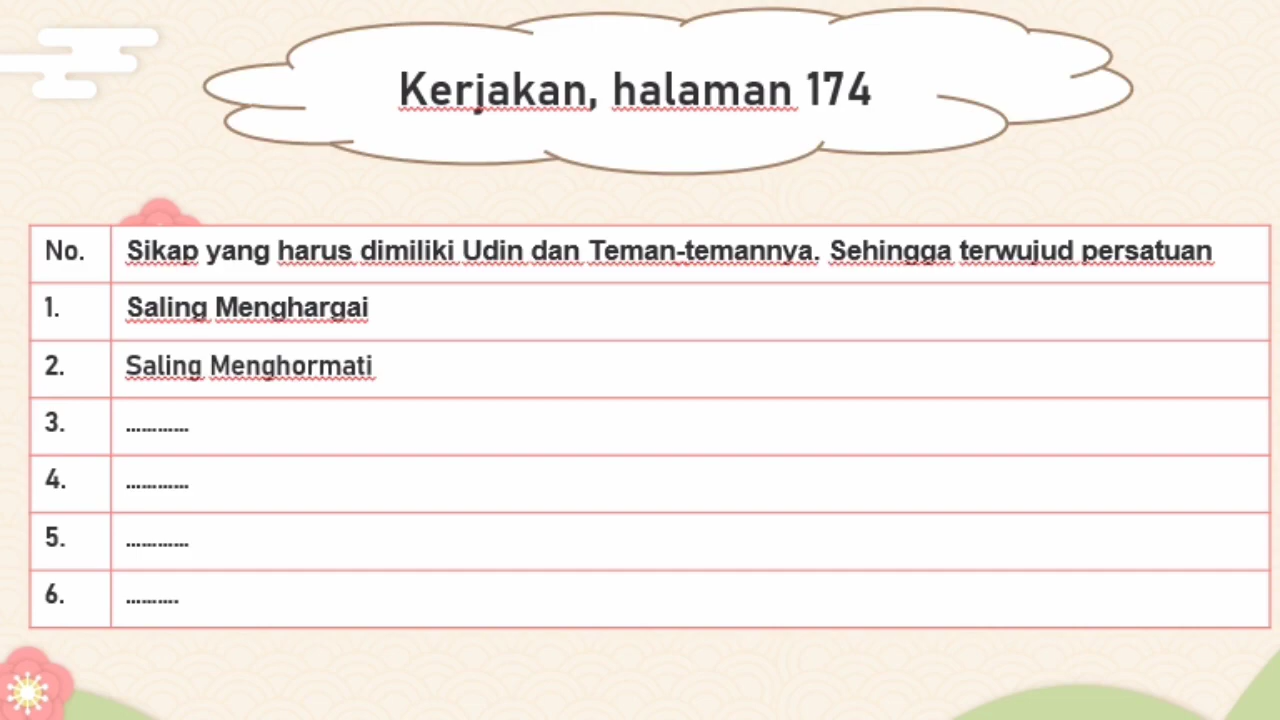 Kerjakan, halaman 174
No. Sikap yang harus dimiliki Udin dan Teman-temannya. Sehingga terwujud persatuan
1. Saling Menghargai
2. Saling Menghormati
3. ............
4. ............
5. ............
6. ..........